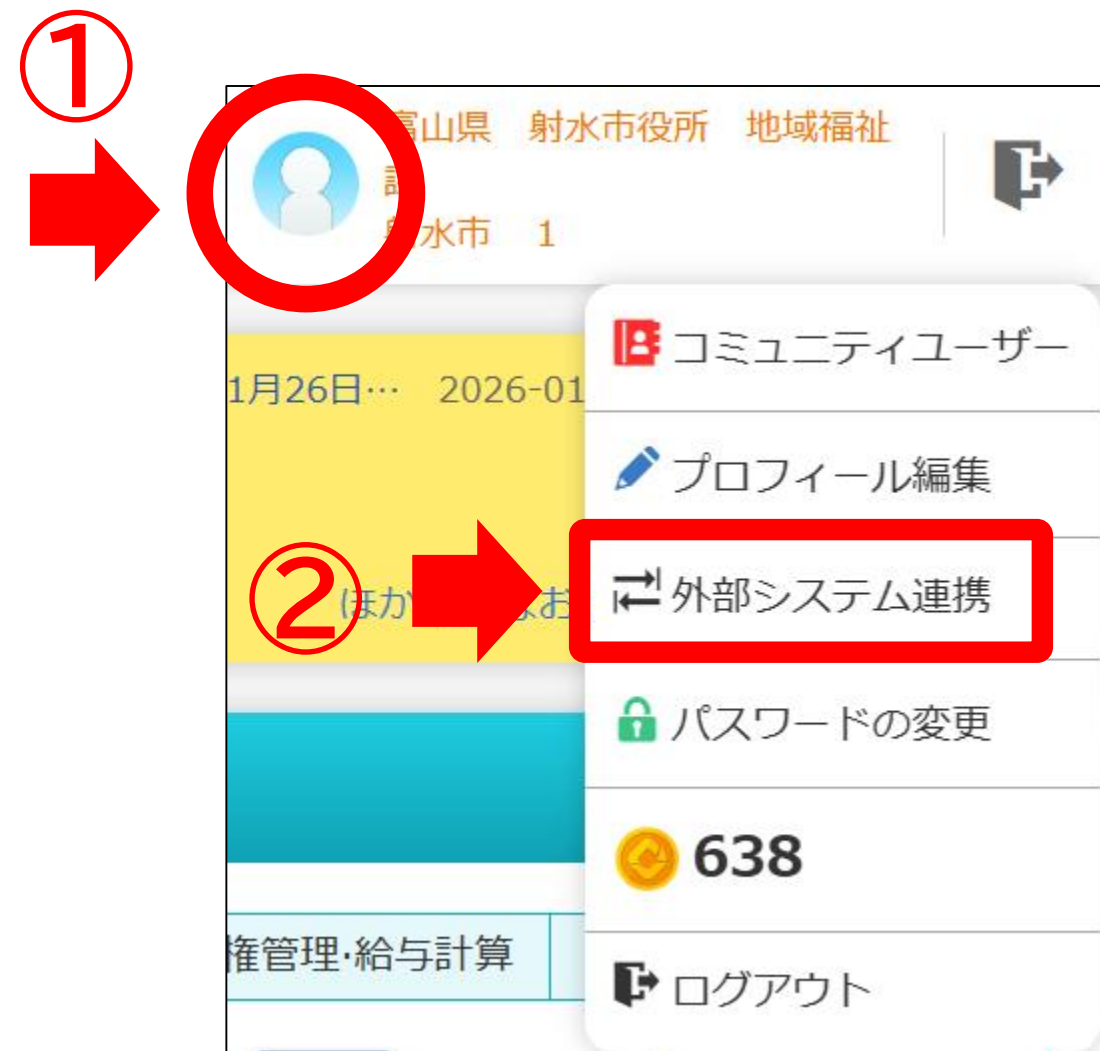 ①
富山県 射水市役所 地域福祉
水市 1
コミュニティユーザー
1月26日… 2026-01
プロフィール編集
②
ほか
お
外部システム連携
パスワードの変更
638
権管理・給与計算
ログアウト